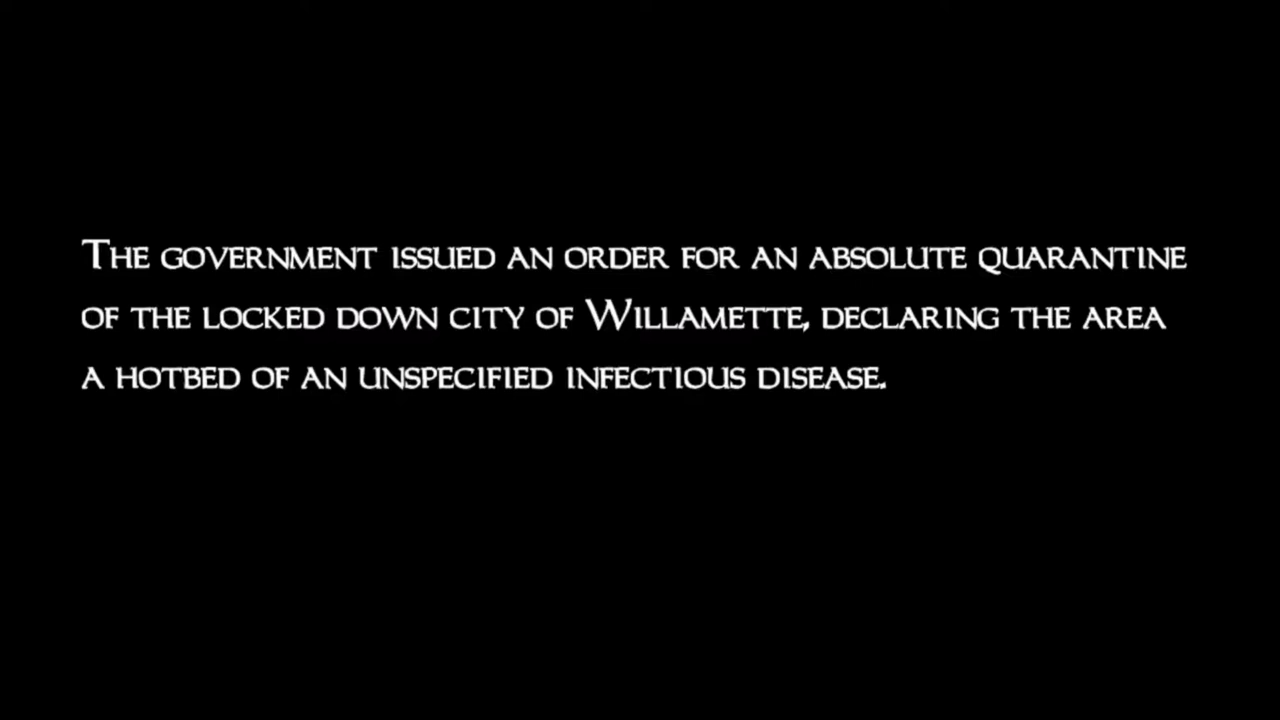 The government issued an order for an absolute quarantine
of the locked down city of Willamette, declaring the area
a hotbed of an unspecified infectious disease.